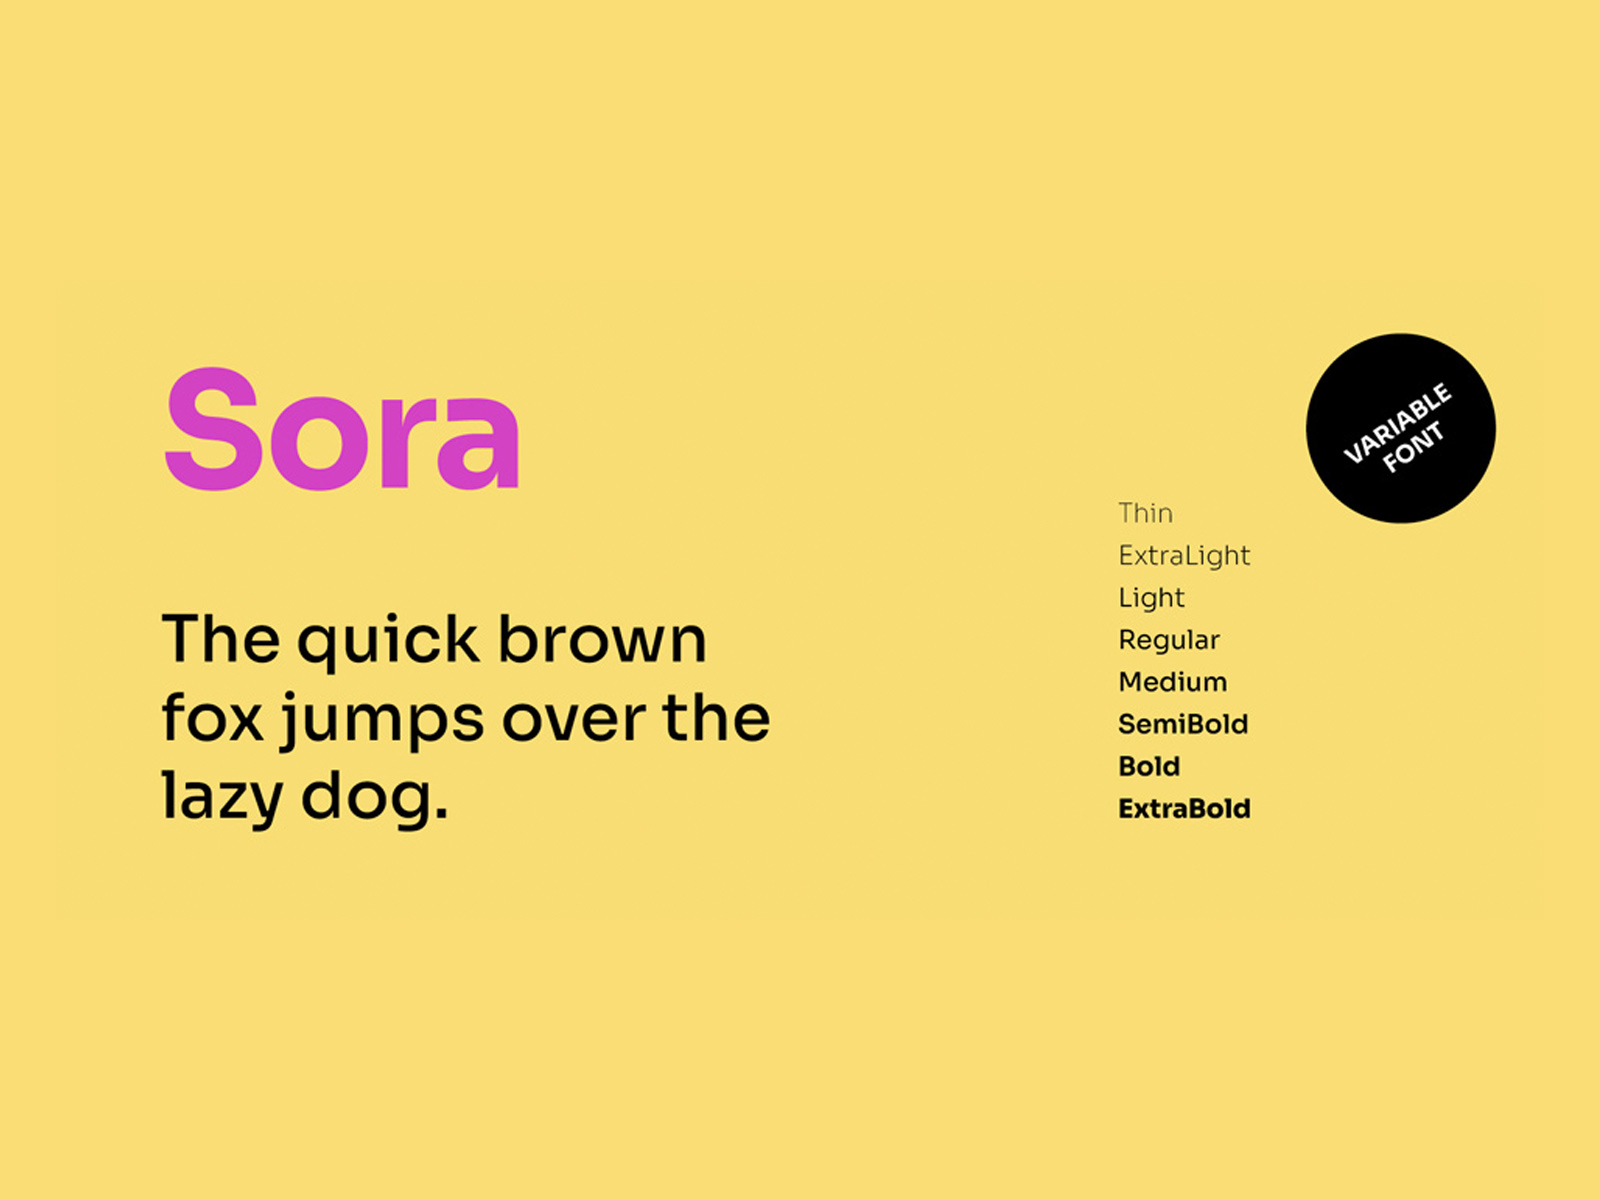 Sora
The quick brown
fox jumps over the
lazy dog.
VARIABLE
FONT
Thin
ExtraLight
Light
Regular
Medium
SemiBold
Bold
ExtraBold